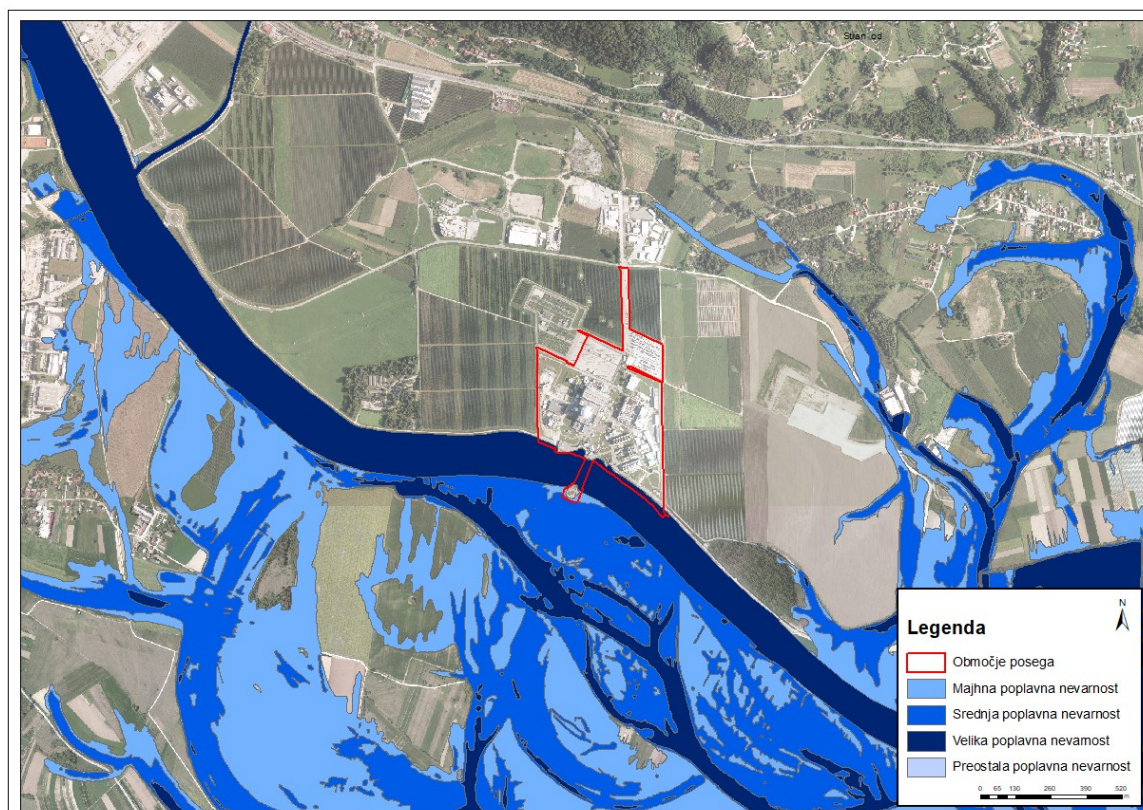 N
Legenda
Območje posega
Majhna poplavna nevarnost
Srednja poplavna nevarnost
Velika poplavna nevarnost
Preostala poplavna nevarnost
0 65 130 260 390 520